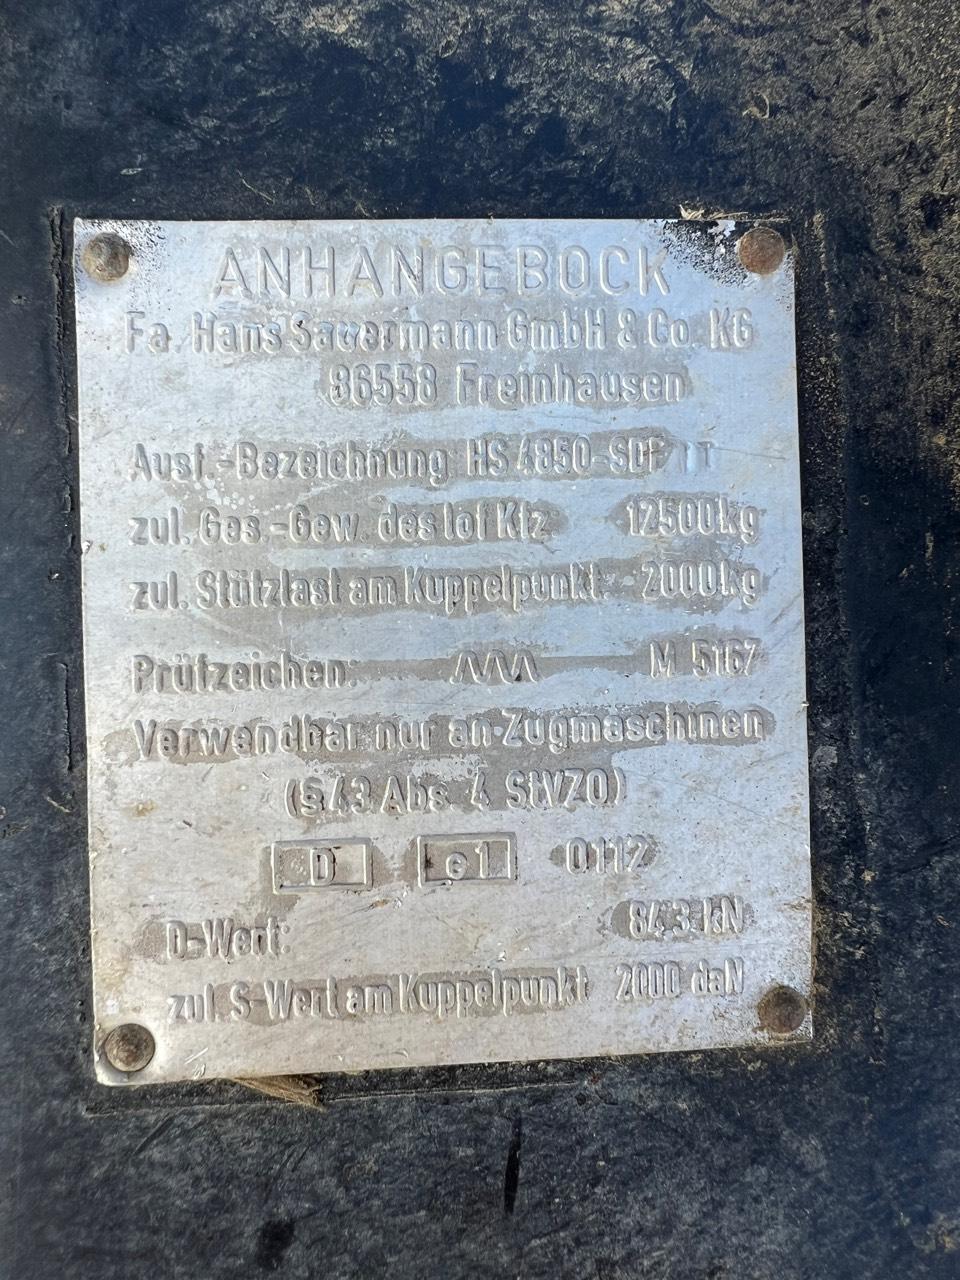 ANHÄNGEBOCK
Fa. Hans Sauermann GmbH & Co. KG
86558 Freinhausen
Ausf.-Bezeichnung HS 4850-SDF TT
zul. Ges.-Gew. des lof Kfz 12500kg
zul. Stützlast am Kuppelpunkt: 2000kg
Prüfzeichen: M 5167
Verwendbar nur an Zugmaschinen
(§43 Abs. 4 StVZO)
D e1 0112
D-Wert: 84,3 kN
zul. S-Wert am Kuppelpunkt 2000 daN